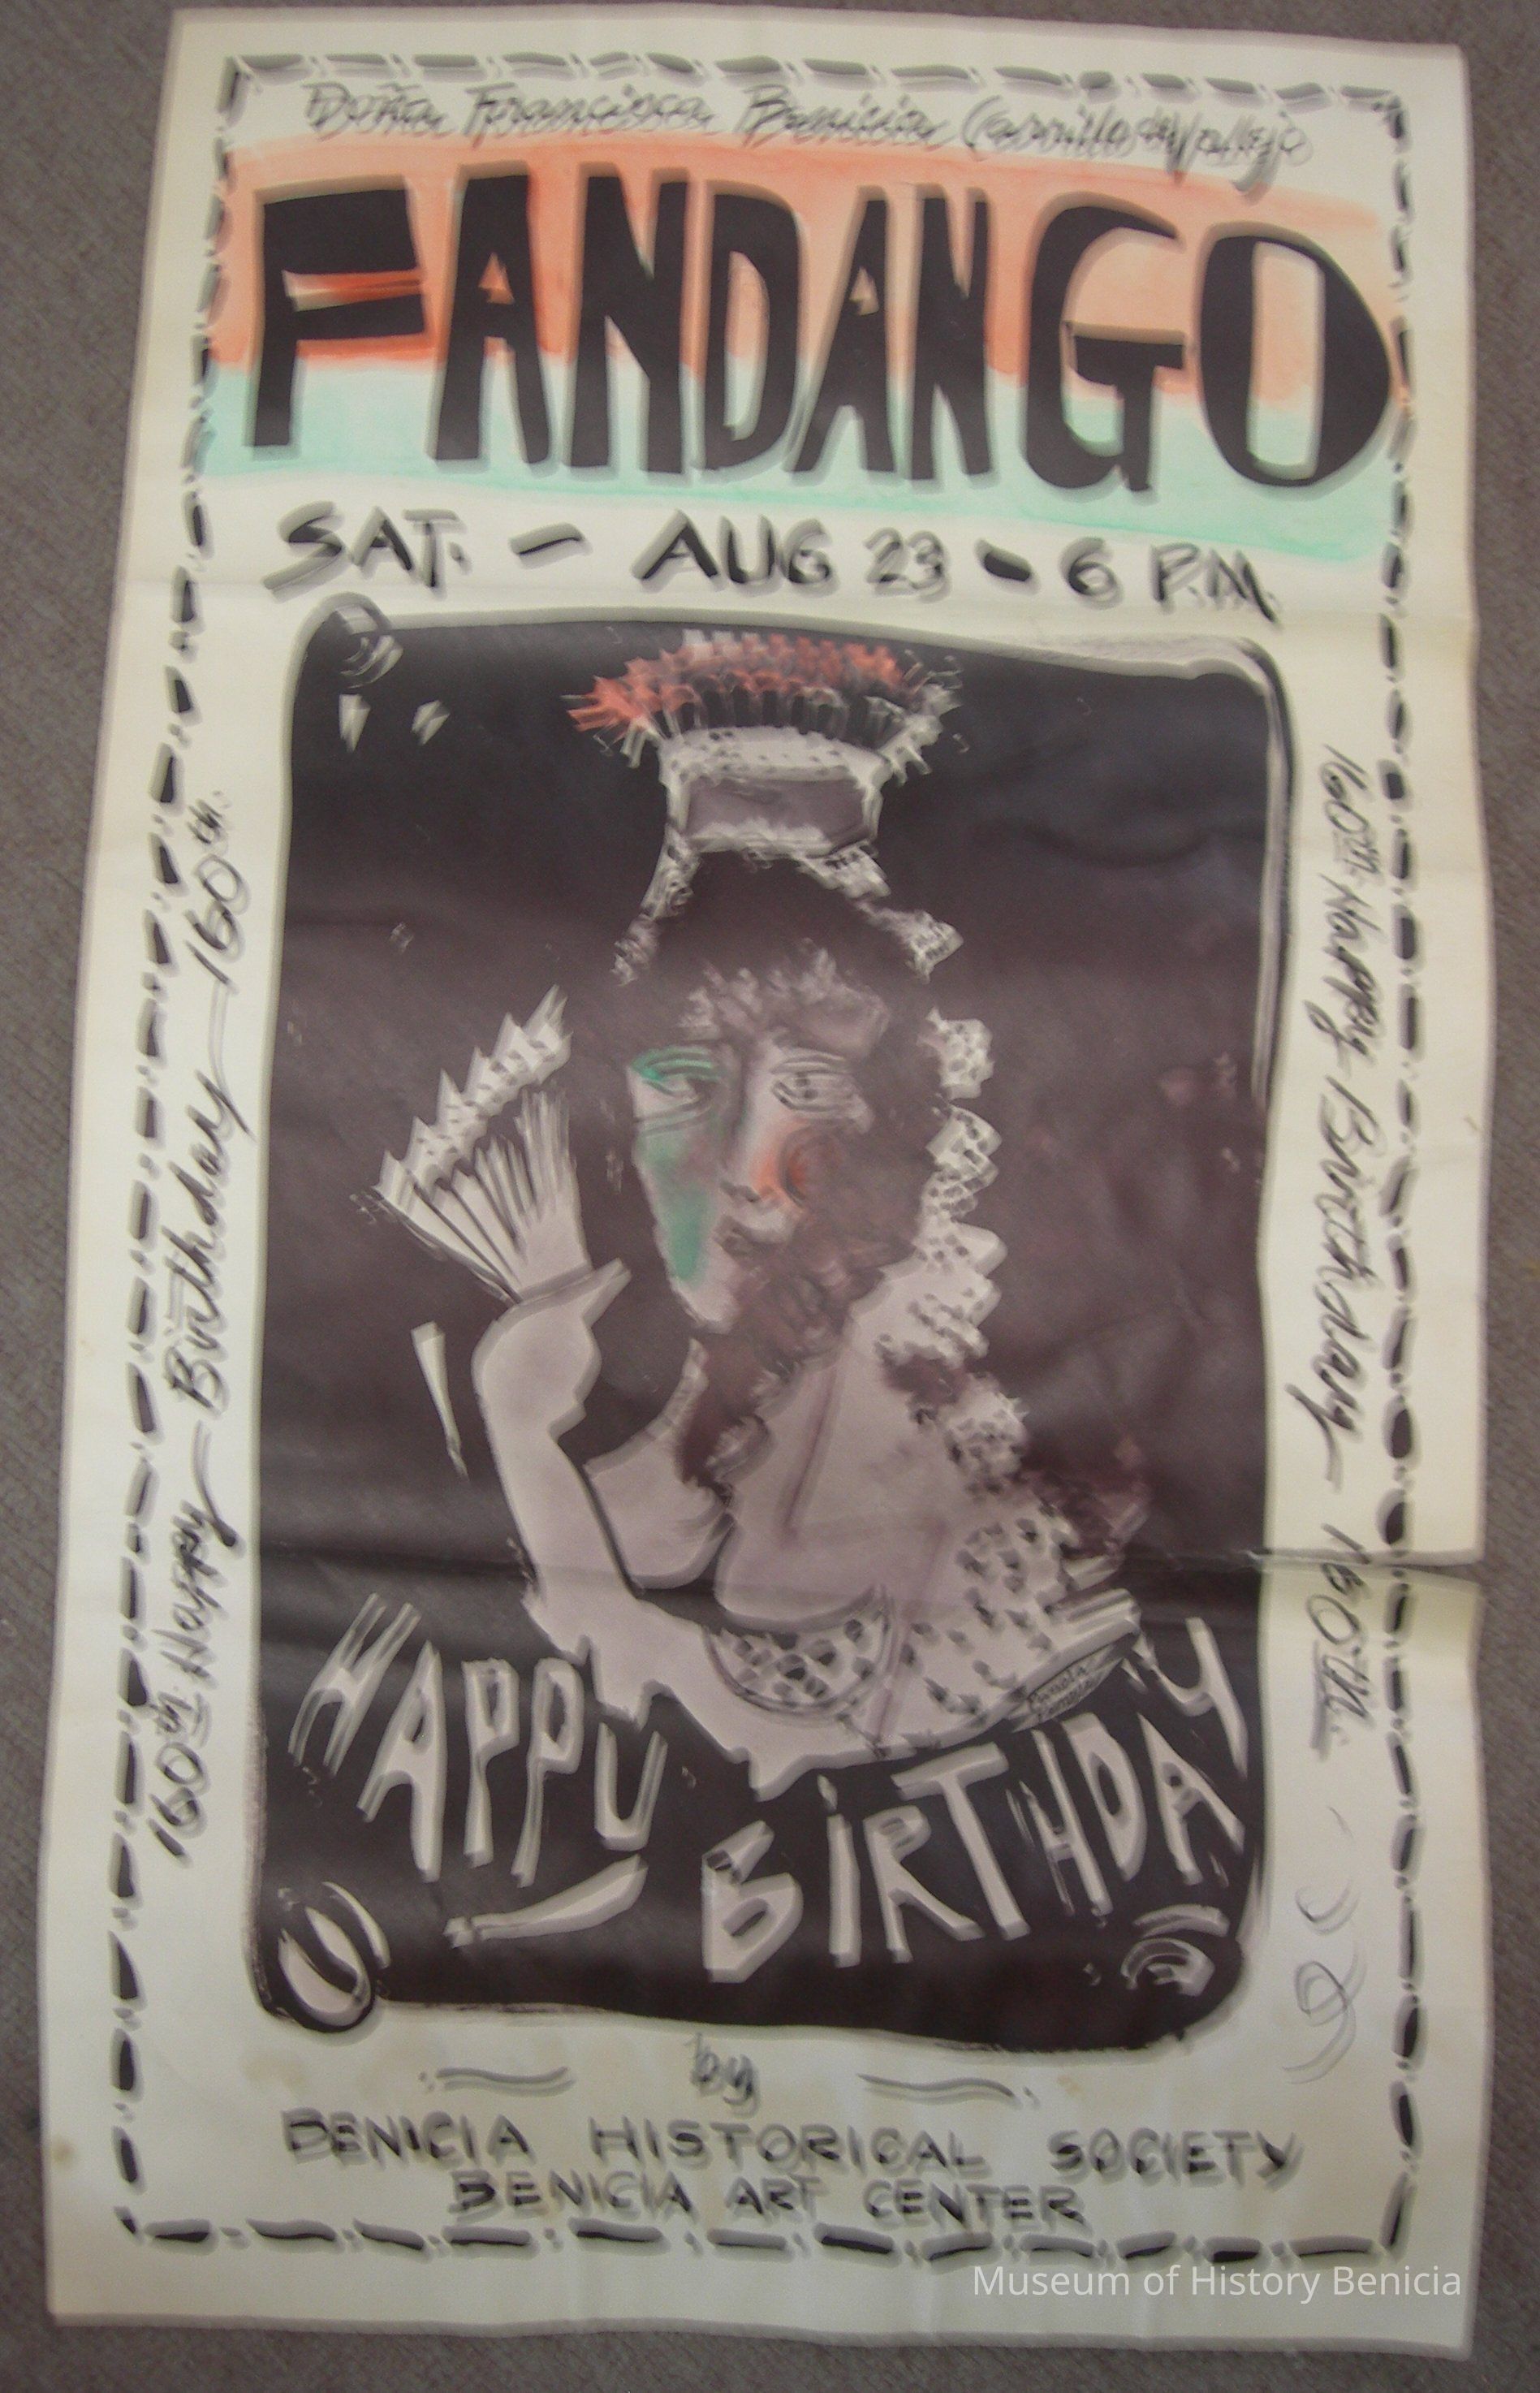 Doña Francisca Benicia Carrillo de Vallejo
FANDANGO
SAT. - AUG 23 - 6 P.M.
160th Happy Birthday 160th.
160th Happy Birthday 160th.
HAPPY
BIRTHDAY
by
BENICIA HISTORICAL SOCIETY
BENICIA ART CENTER
Museum of History Benicia